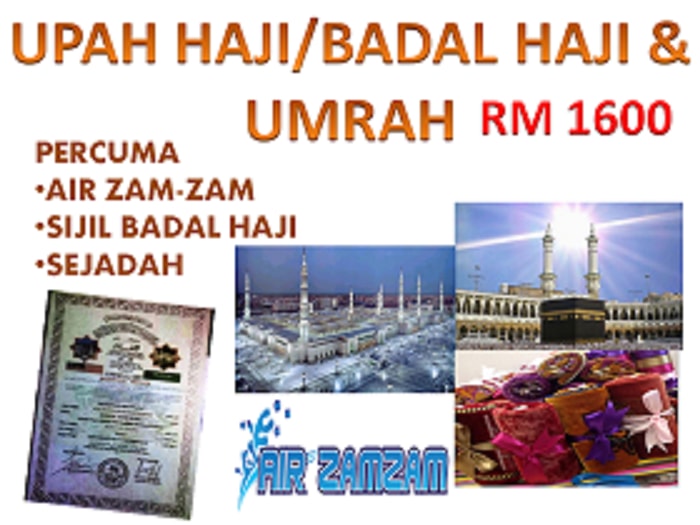 UPAH HAJI/BADAL HAJI &
UMRAH RM 1600
PERCUMA
•AIR ZAM-ZAM
•SIJIL BADAL HAJI
•SEJADAH
AIR ZAMZAM